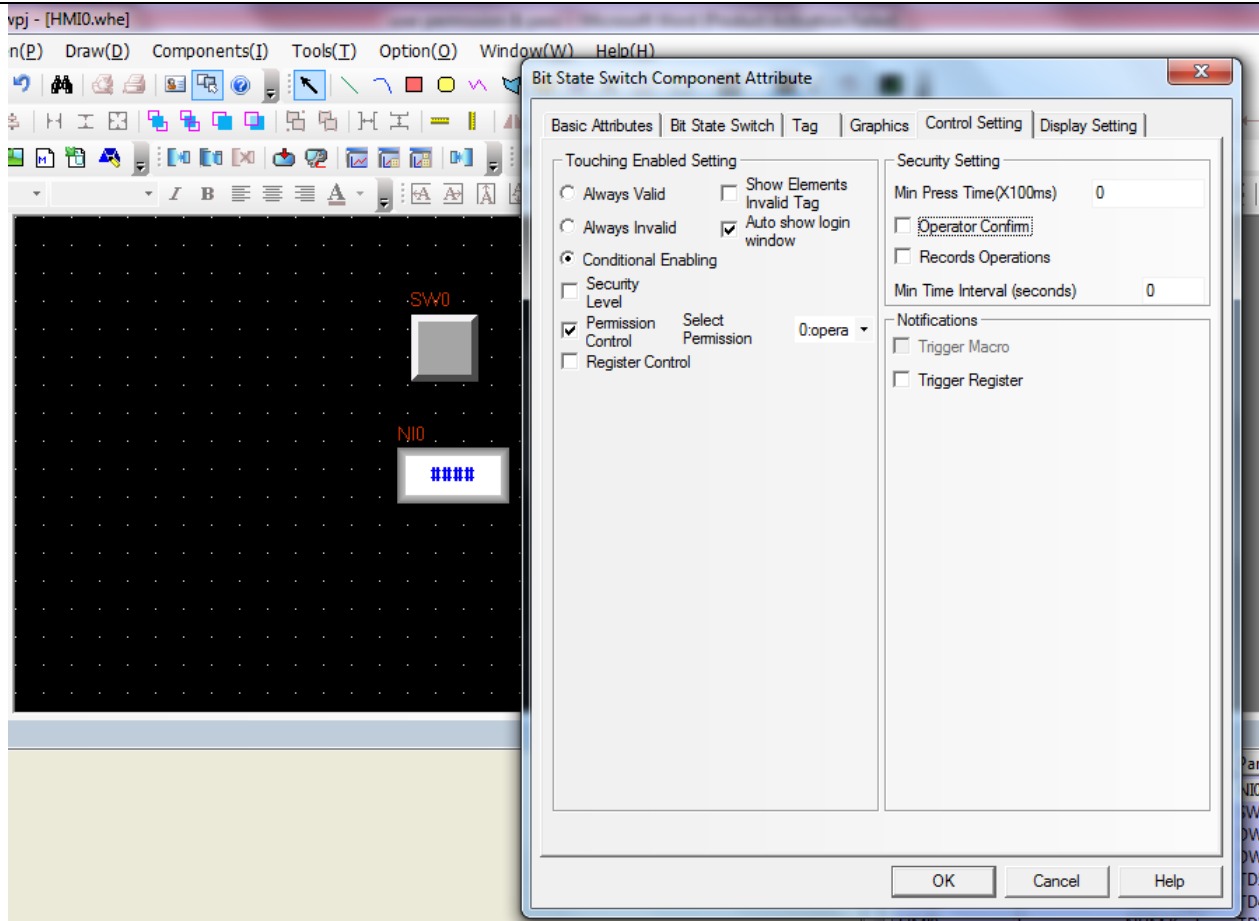 vpj - [HMI0.whe]
n(P) Draw(D) Components(I) Tools(T) Option(O) Window(W) Help(H)
I B A
SW0
NI0
####
Bit State Switch Component Attribute
Basic Attributes Bit State Switch Tag Graphics Control Setting Display Setting
Touching Enabled Setting
Always Valid
Show Elements
Invalid Tag
Always Invalid
Auto show login
window
Conditional Enabling
Security
Level
Permission
Control
Select
Permission
0:opera
Register Control
Security Setting
Min Press Time(X100ms) 0
Operator Confirm
Records Operations
Min Time Interval (seconds) 0
Notifications
Trigger Macro
Trigger Register
OK Cancel Help